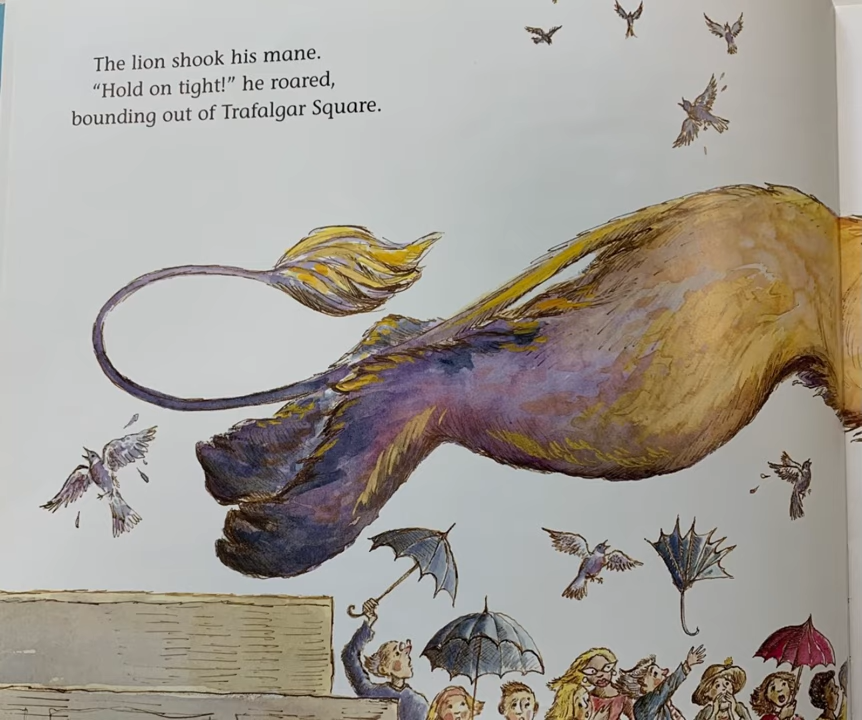 The lion shook his mane.
“Hold on tight!” he roared,
bounding out of Trafalgar Square.